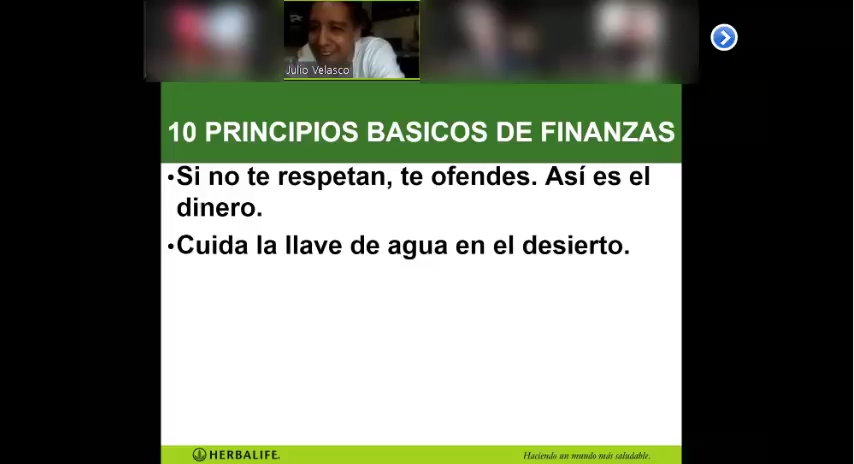 Julio Velasco
10 PRINCIPIOS BASICOS DE FINANZAS
•Si no te respetan, te ofendes. Así es el
dinero.
•Cuida la llave de agua en el desierto.
HERBALIFE.
Haciendo un mundo más saludable.